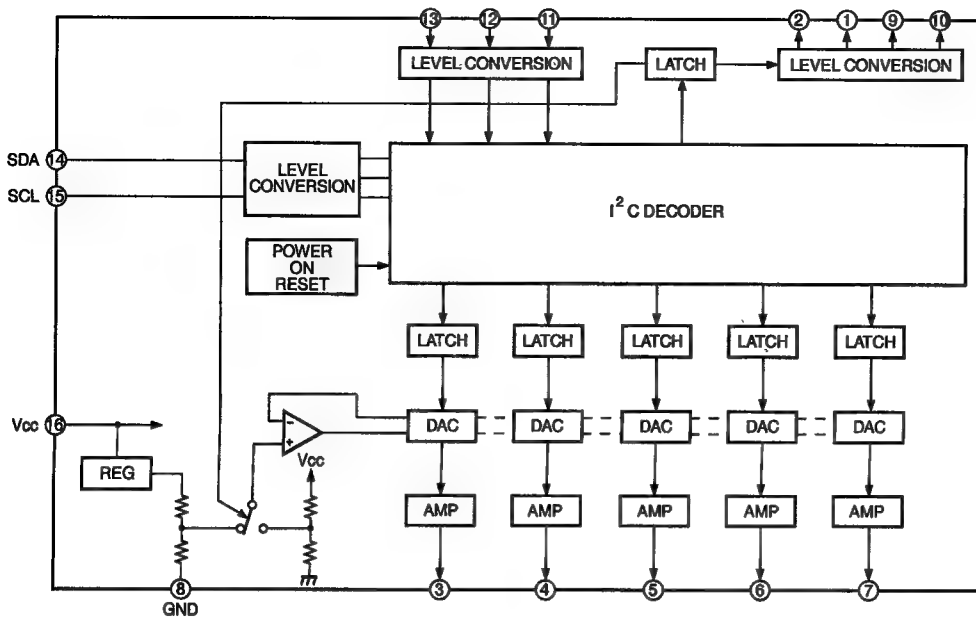 13 12 11 2 1 9 10
LEVEL CONVERSION LATCH LEVEL CONVERSION
SDA 14
LEVEL
CONVERSION
SCL 15
I²C DECODER
POWER
ON
RESET
LATCH LATCH LATCH LATCH LATCH
Vcc 16
-
+
DAC DAC DAC DAC DAC
Vcc
REG
AMP AMP AMP AMP AMP
8 3 4 5 6 7
GND